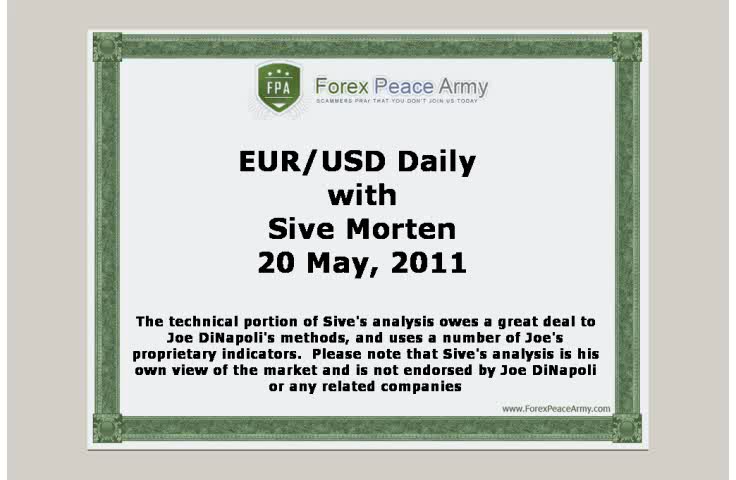 FPA
Forex Peace Army
SCAMMERS PRAY THAT YOU DON'T JOIN US TODAY
EUR/USD Daily
with
Sive Morten
20 May, 2011
The technical portion of Sive's analysis owes a great deal to
Joe DiNapoli's methods, and uses a number of Joe's
proprietary indicators.  Please note that Sive's analysis is his
own view of the market and is not endorsed by Joe DiNapoli
or any related companies
www.ForexPeaceArmy.com